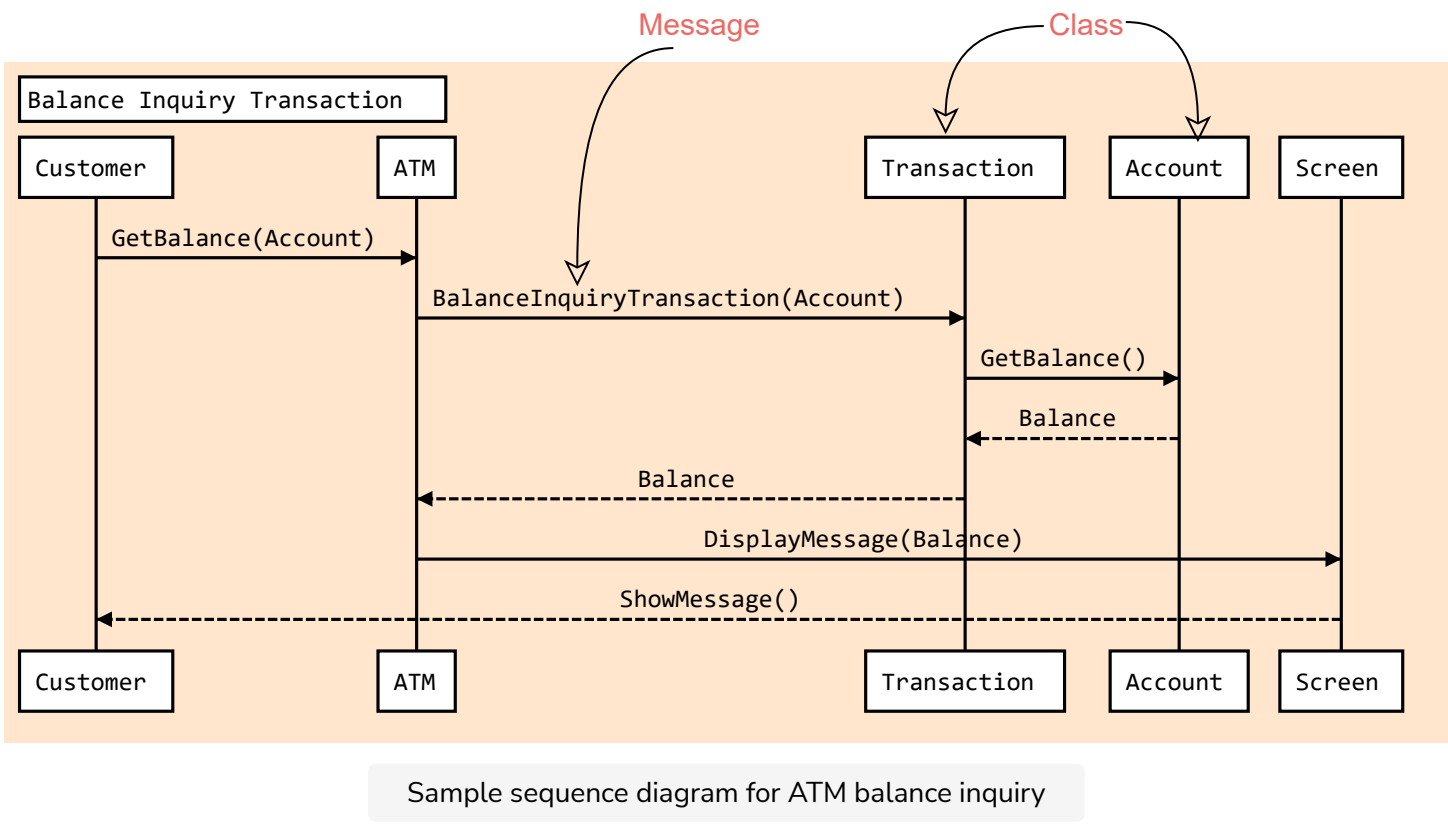 Message
Class
Balance Inquiry Transaction
Customer
ATM
Transaction
Account
Screen
GetBalance(Account)
BalanceInquiryTransaction(Account)
GetBalance()
Balance
Balance
DisplayMessage(Balance)
ShowMessage()
Customer
ATM
Transaction
Account
Screen
Sample sequence diagram for ATM balance inquiry